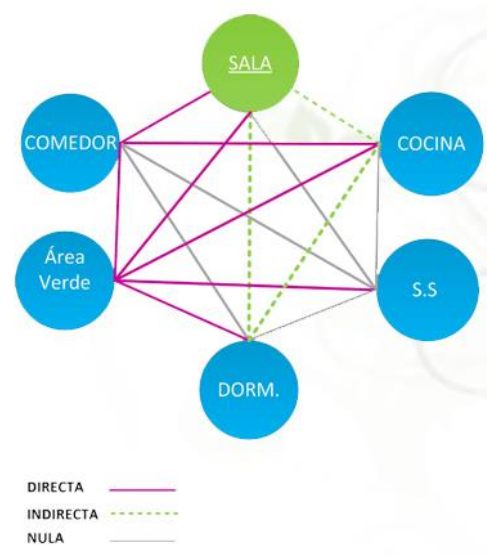 SALA
COMEDOR
COCINA
Área
Verde
S.S
DORM.
DIRECTA
INDIRECTA
NULA